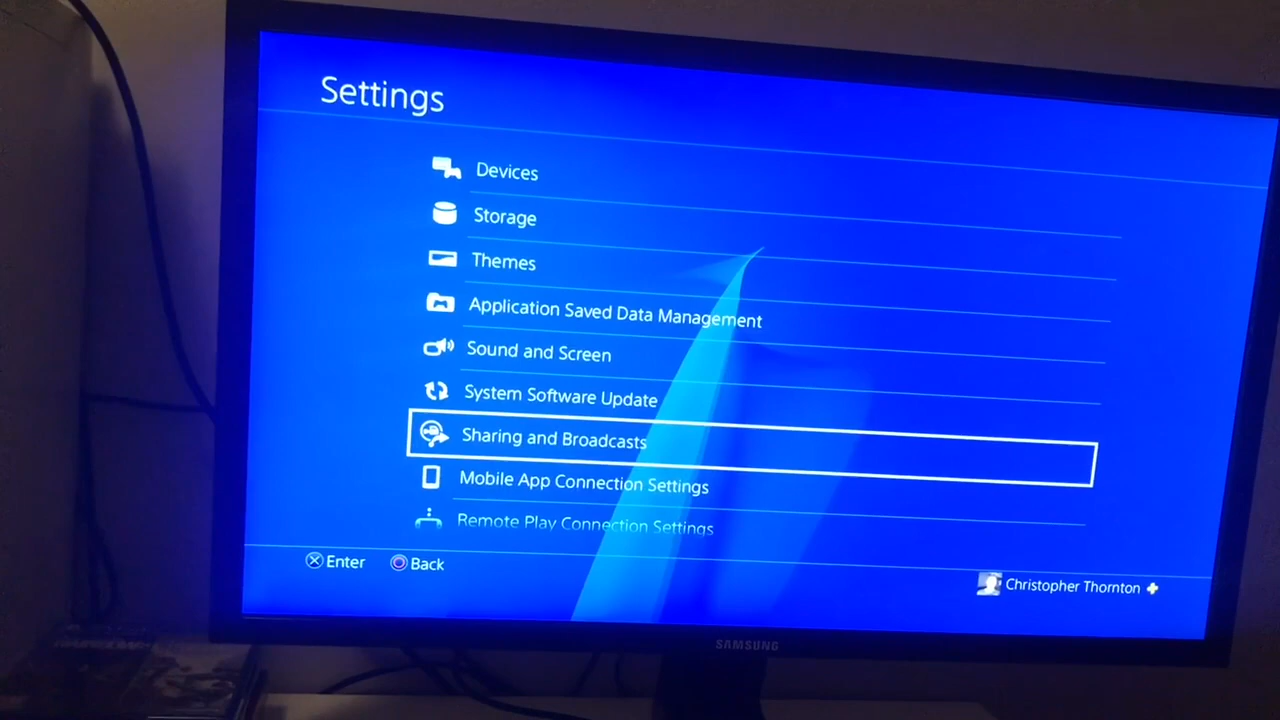 Settings
Devices
Storage
Themes
Application Saved Data Management
Sound and Screen
System Software Update
Sharing and Broadcasts
Mobile App Connection Settings
Remote Play Connection Settings
Enter Back
Christopher Thornton
SAMSUNG